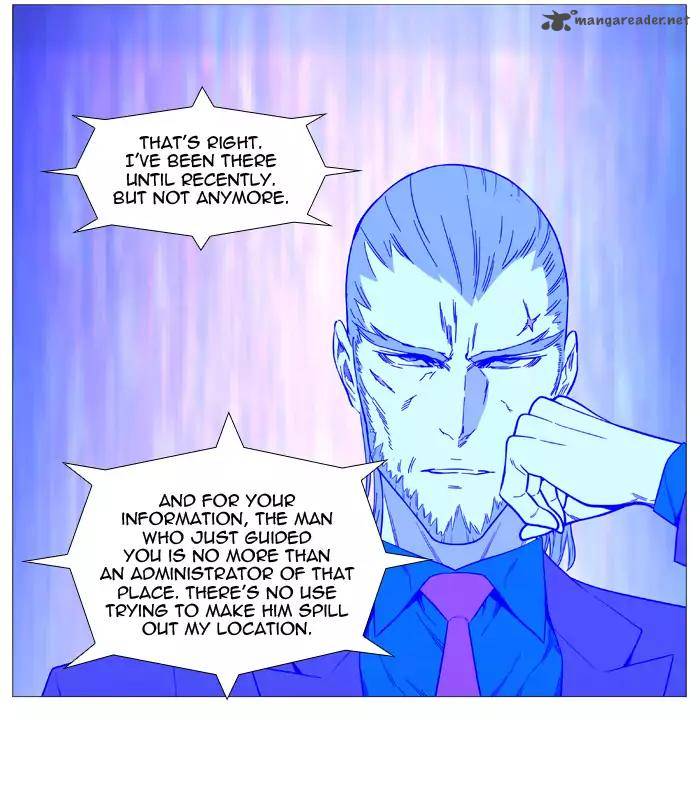 mangareader.net
THAT'S RIGHT.
I'VE BEEN THERE
UNTIL RECENTLY.
BUT NOT ANYMORE.
AND FOR YOUR
INFORMATION, THE MAN
WHO JUST GUIDED
YOU IS NO MORE THAN
AN ADMINISTRATOR OF THAT
PLACE. THERE'S NO USE
TRYING TO MAKE HIM SPILL
OUT MY LOCATION.